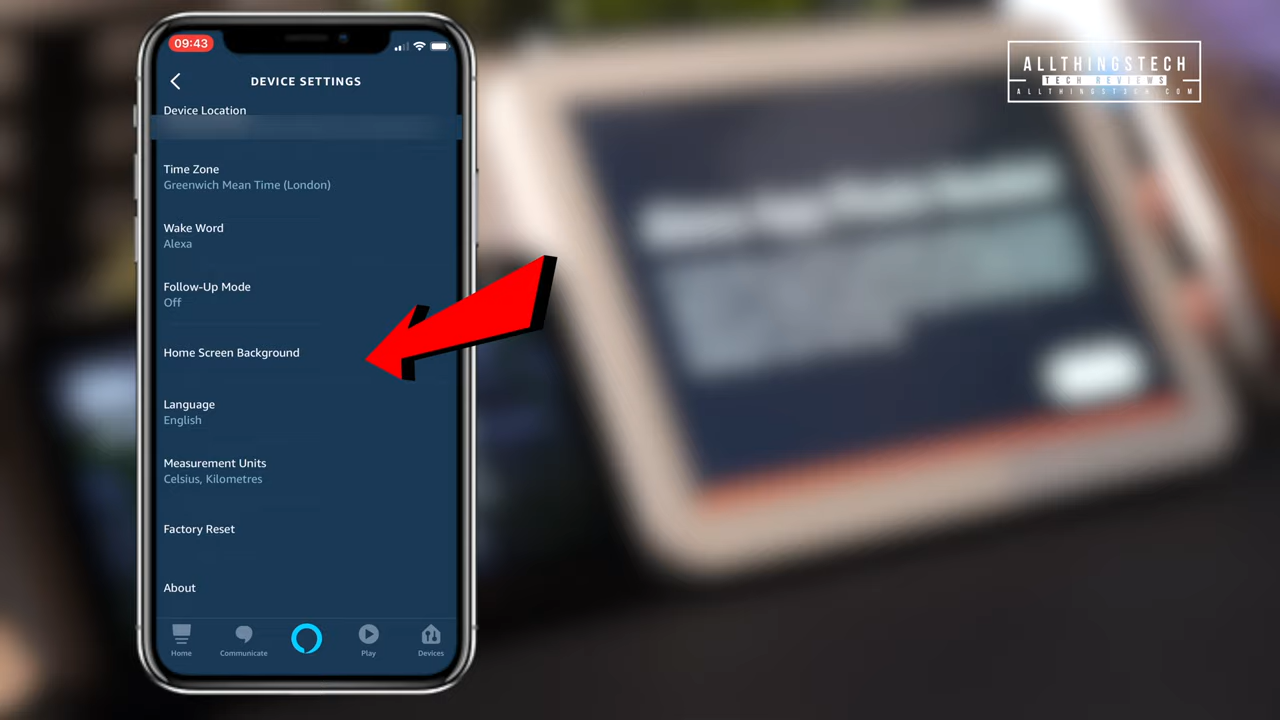 09:43
DEVICE SETTINGS
Device Location
Time Zone
Greenwich Mean Time (London)
Wake Word
Alexa
Follow-Up Mode
Off
Home Screen Background
Language
English
Measurement Units
Celsius, Kilometres
Factory Reset
About
Home
Communicate
Play
Devices
ALLTHINGSTECH
TECH REVIEWS